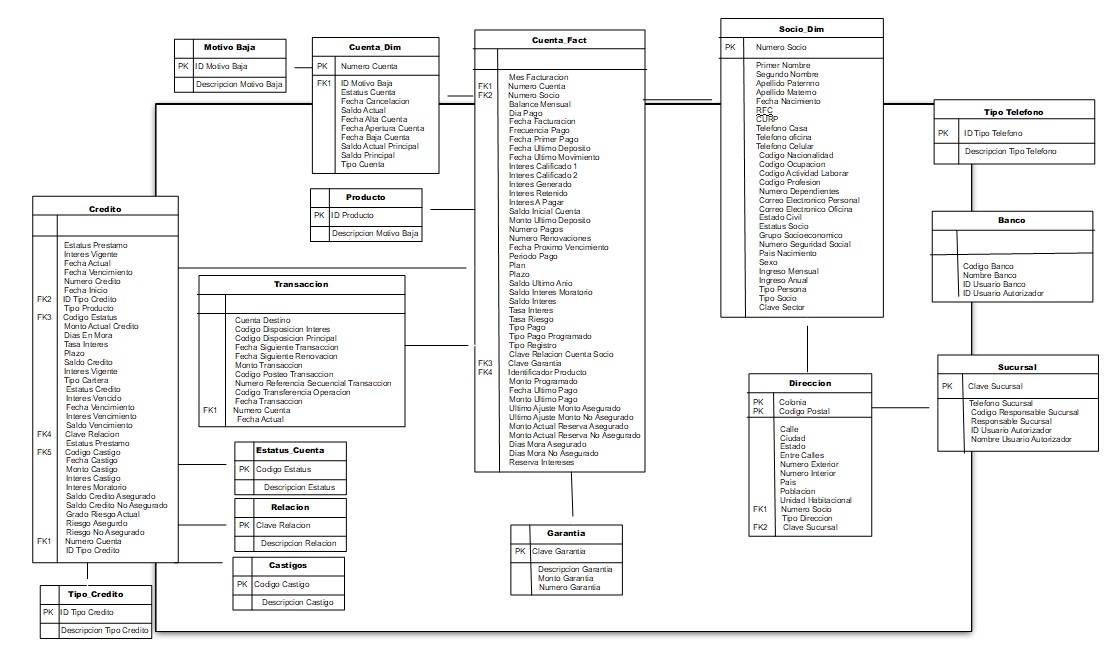 Motivo Baja
PK ID Motivo Baja
Descripcion Motivo Baja
Cuenta_Dim
PK Numero Cuenta
FK1 ID Motivo Baja
Estatus Cuenta
Fecha Cancelacion
Saldo Actual
Fecha Alta Cuenta
Fecha Apertura Cuenta
Fecha Baja Cuenta
Saldo Actual Principal
Saldo Principal
Tipo Cuenta
Cuenta_Fact
Mes Facturacion
FK1 Numero Cuenta
FK2 Numero Socio
Balance Mensual
Dia Pago
Fecha Facturacion
Frecuencia Pago
Fecha Primer Pago
Fecha Ultimo Deposito
Fecha Ultimo Movimiento
Interes Calificado 1
Interes Calificado 2
Interes Generado
Interes Retenido
Interes A Pagar
Saldo Inicial Cuenta
Monto Ultimo Deposito
Numero Pagos
Numero Renovaciones
Fecha Proximo Vencimiento
Periodo Pago
Plan
Plazo
Saldo Ultimo Anio
Saldo Interes Moratorio
Saldo Interes
Tasa Interes
Tasa Riesgo
Tipo Pago
Tipo Pago Programado
Tipo Registro
Clave Relacion Cuenta Socio
FK3 Clave Garantia
FK4 Identificador Producto
Monto Programado
Fecha Ultimo Pago
Monto Ultimo Pago
Ultimo Ajuste Monto Asegurado
Ultimo Ajuste Monto No Asegurado
Monto Actual Reserva Asegurado
Monto Actual Reserva No Asegurado
Dias Mora Asegurado
Dias Mora No Asegurado
Reserva Intereses
Socio_Dim
PK Numero Socio
Primer Nombre
Segundo Nombre
Apellido Paternno
Apellido Materno
Fecha Nacimiento
RFC
CURP
Telefono Casa
Telefono oficina
Telefono Celular
Codigo Nacionalidad
Codigo Ocupacion
Codigo Actividad Laborar
Codigo Profesion
Numero Dependientes
Correo Electronico Personal
Correo Electronico Oficina
Estado Civil
Estatus Socio
Grupo Socioeconomico
Numero Seguridad Social
Pais Nacimiento
Sexo
Ingreso Mensual
Ingreso Anual
Tipo Persona
Tipo Socio
Clave Sector
Tipo Telefono
PK ID Tipo Telefono
Descripcion Tipo Telefono
Producto
PK ID Producto
Descripcion Motivo Baja
Credito
Estatus Prestamo
Interes Vigente
Fecha Actual
Fecha Vencimiento
Numero Credito
Fecha Inicio
FK2 ID Tipo Credito
Tipo Producto
FK3 Codigo Estatus
Monto Actual Credito
Dias En Mora
Tasa Interes
Plazo
Saldo Credito
Interes Vigente
Tipo Cartera
Estatus Credito
Interes Vencido
Fecha Vencimiento
Interes Vencimiento
Saldo Vencimiento
FK4 Clave Relacion
Estatus Prestamo
FK5 Codigo Castigo
Fecha Castigo
Monto Castigo
Interes Castigo
Interes Moratorio
Saldo Credito Asegurado
Saldo Credito No Asegurado
Grado Riesgo Actual
Riesgo Asegurdo
Riesgo No Asegurado
FK1 Numero Cuenta
ID Tipo Credito
Banco
Codigo Banco
Nombre Banco
ID Usuario Banco
ID Usuario Autorizador
Transaccion
Cuenta Destino
Codigo Disposicion Interes
Codigo Disposicion Principal
Fecha Siguiente Transaccion
Fecha Siguiente Renovacion
Monto Transaccion
Codigo Posteo Transaccion
Numero Referencia Secuencial Transaccion
Codigo Transferencia Operacion
Fecha Transaccion
FK1 Numero Cuenta
Fecha Actual
Sucursal
PK Clave Sucursal
Telefono Sucursal
Codigo Responsable Sucursal
Responsable Sucursal
ID Usuario Autorizador
Nombre Usuario Autorizador
Direccion
PK Colonia
PK Codigo Postal
Calle
Ciudad
Estado
Entre Calles
Numero Exterior
Numero Interior
Pais
Poblacion
Unidad Habitacional
FK1 Numero Socio
Tipo Direccion
FK2 Clave Sucursal
Estatus_Cuenta
PK Codigo Estatus
Descripcion Estatus
Relacion
PK Clave Relacion
Descripcion Relacion
Garantia
PK Clave Garantia
Descripcion Garantia
Monto Garantia
Numero Garantia
Castigos
PK Codigo Castigo
Descripcion Castigo
Tipo_Credito
PK ID Tipo Credito
Descripcion Tipo Credito